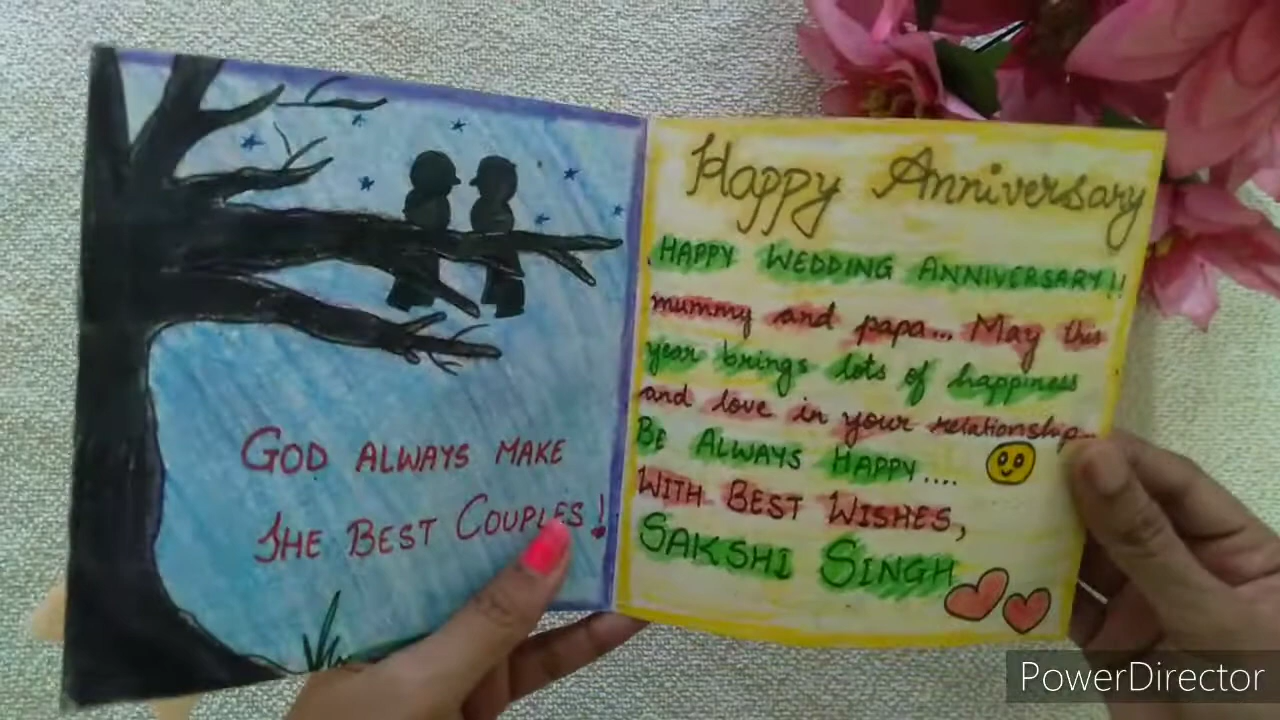 GOD ALWAYS MAKE
THE BEST COUPLES!
Happy Anniversary
HAPPY WEDDING ANNIVERSARY!!
mummy and papa... May this
year brings lots of happiness
and love in your relationship...
BE ALWAYS HAPPY....
WITH BEST WISHES,
SAKSHI SINGH
PowerDirector